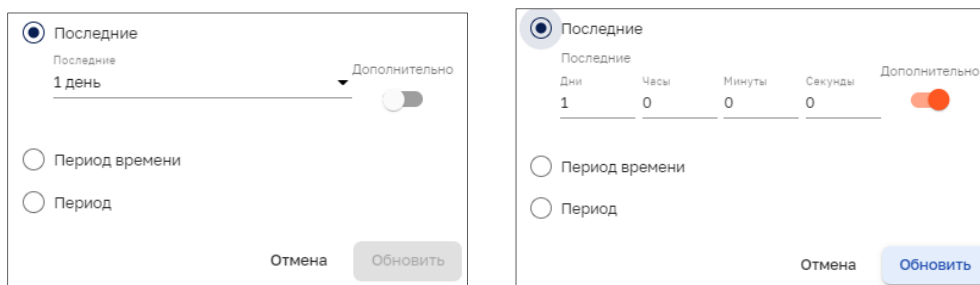 Последние
Последние
1 день
Дополнительно
Период времени
Период
Отмена Обновить
Последние
Последние
Дни Часы Минуты Секунды Дополнительно
1 0 0 0
Период времени
Период
Отмена Обновить